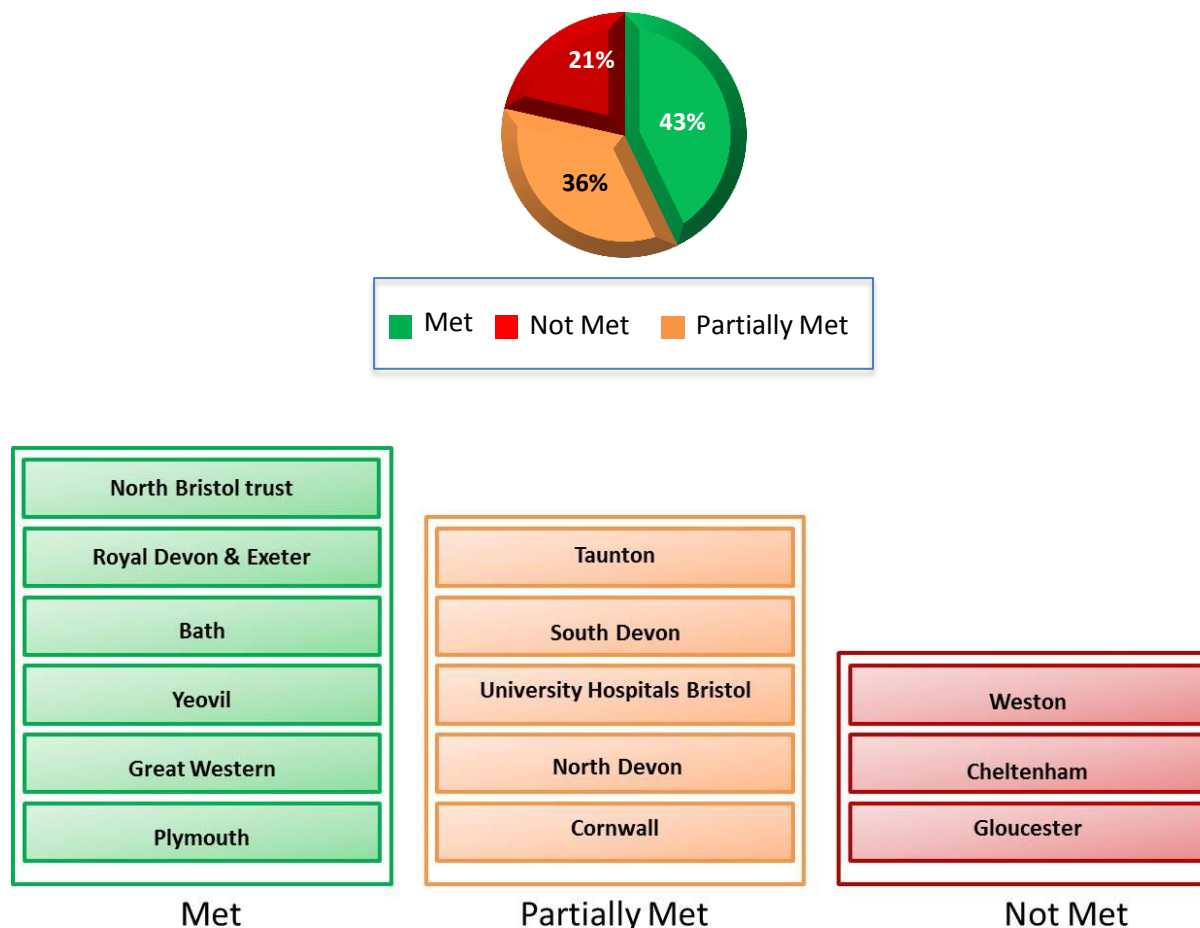 21%
43%
36%
Met Not Met Partially Met
North Bristol trust
Royal Devon & Exeter
Bath
Yeovil
Great Western
Plymouth
Met
Taunton
South Devon
University Hospitals Bristol
North Devon
Cornwall
Partially Met
Weston
Cheltenham
Gloucester
Not Met